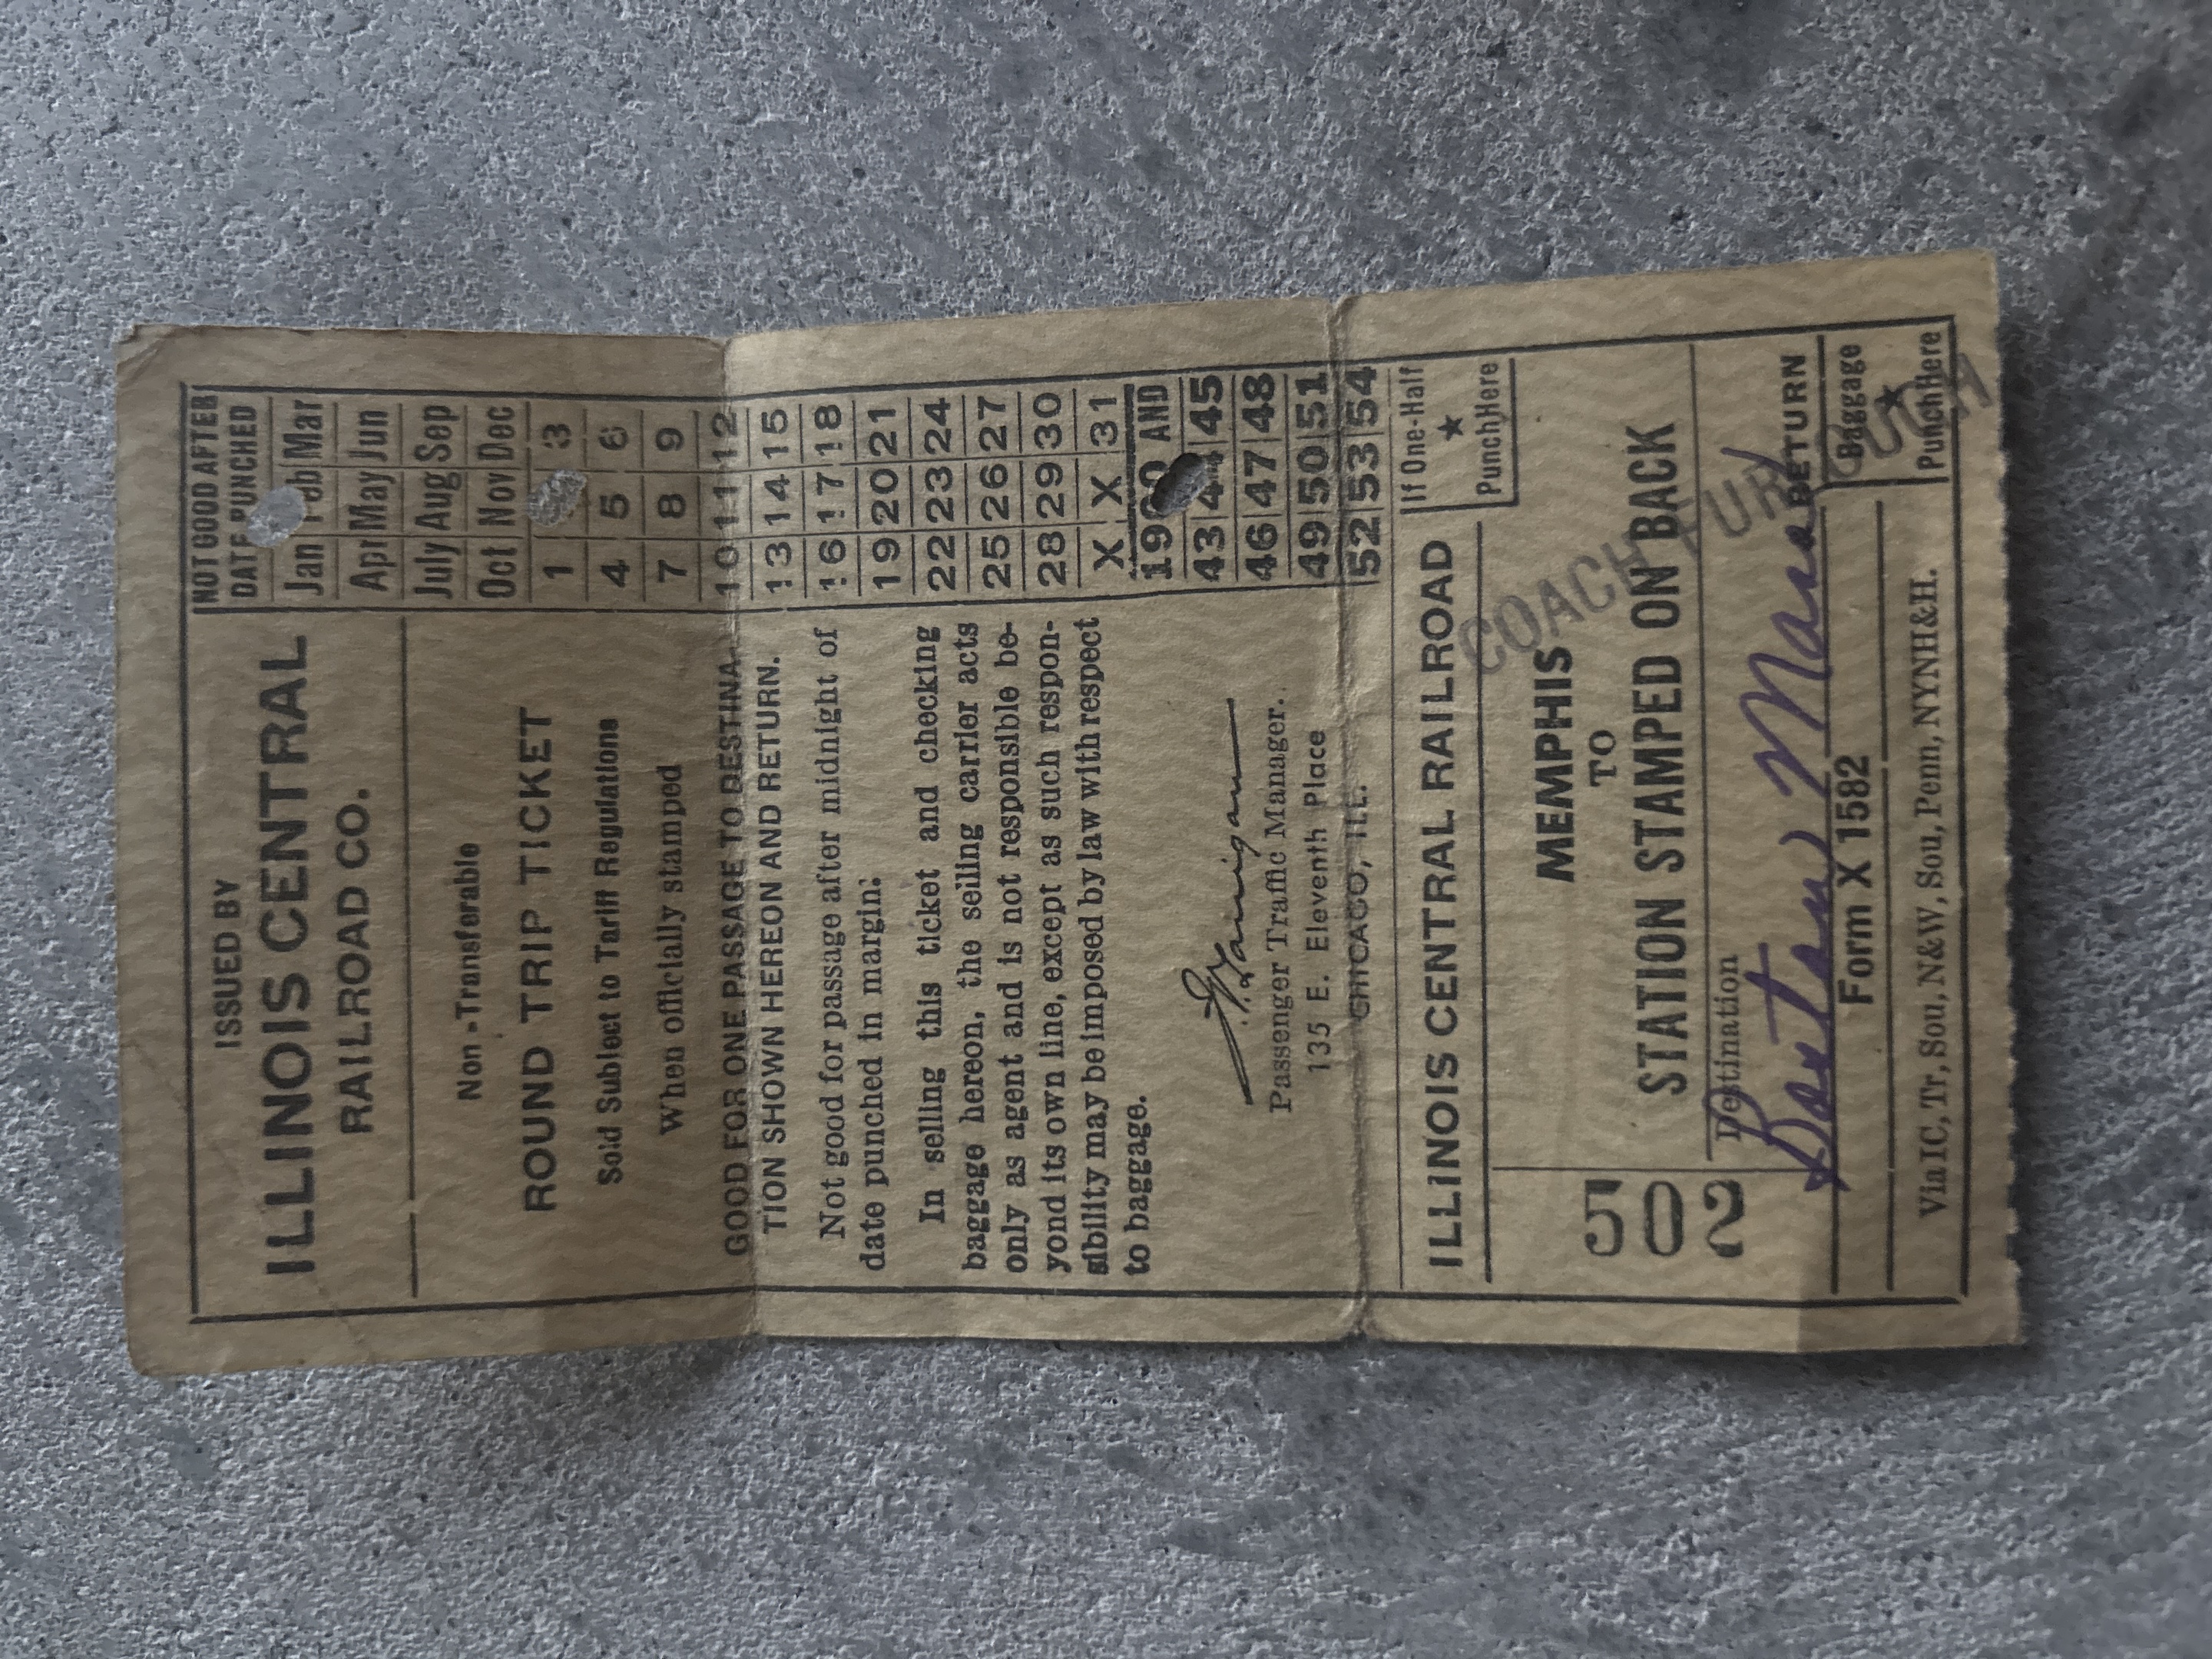 ISSUED BY
ILLINOIS CENTRAL
RAILROAD CO.
Non-Transferable
ROUND TRIP TICKET
Sold Subject to Tariff Regulations
When officially stamped
GOOD FOR ONE PASSAGE TO DESTINA-
TION SHOWN HEREON AND RETURN.
Not good for passage after midnight of
date punched in margin.
In selling this ticket and checking
baggage hereon, the selling carrier acts
only as agent and is not responsible be-
yond its own line, except as such respon-
sibility may be imposed by law with respect
to baggage.
Passenger Traffic Manager.
135 E. Eleventh Place
CHICAGO, ILL.
NOT GOOD AFTER
DATE PUNCHED
Jan Feb Mar
Apr May Jun
July Aug Sep
Oct Nov Dec
1 3
4 5 6
7 8 9
10 11 12
13 14 15
16 17 18
19 20 21
22 23 24
25 26 27
28 29 30
X X 31
1900 AND
43 44 45
46 47 48
49 50 51
52 53 54
ILLINOIS CENTRAL RAILROAD
If One-Half
★
Punch Here
502
MEMPHIS
TO
STATION STAMPED ON BACK
COACH
Destination
Boston Mass
RETURN
Form X 1582
Baggage
★
Punch Here
Via IC, Tr, Sou, N&W, Sou, Penn, NYNH&H.